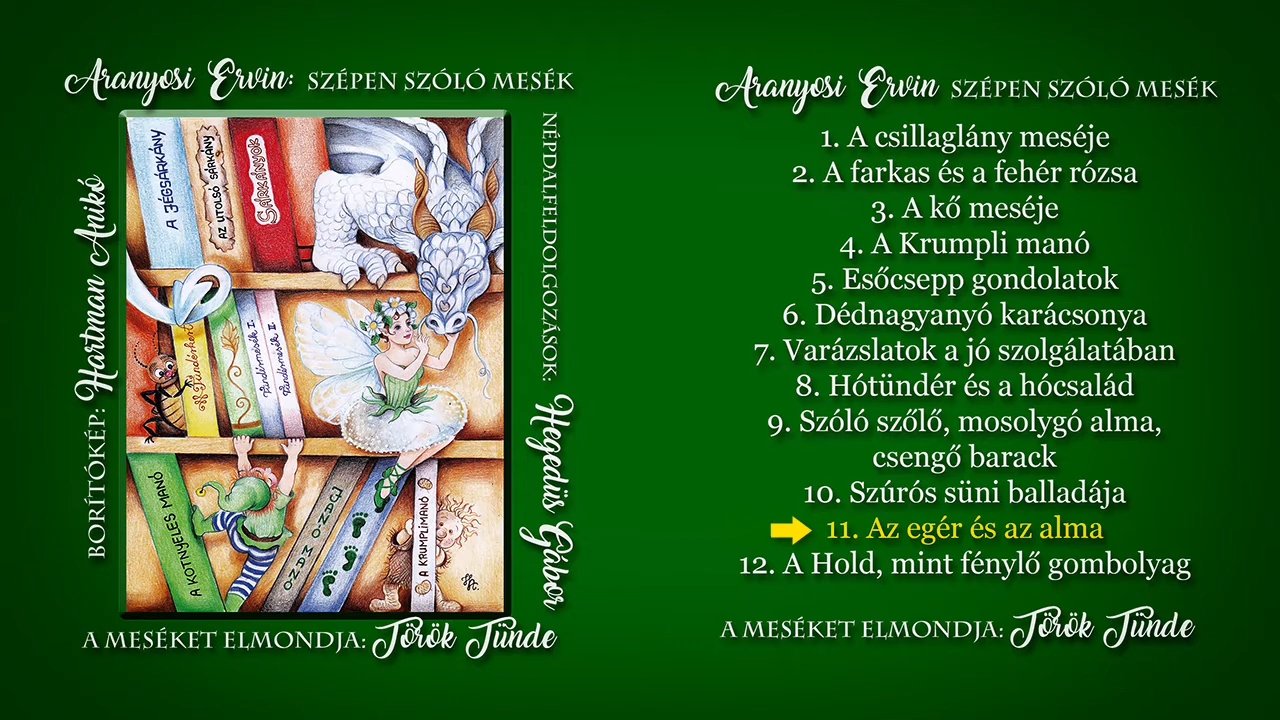 Aranyosi Ervin: SZÉPEN SZÓLÓ MESÉK
BORÍTÓKÉP: Hartman Anikó
A JÉGSÁRKÁNY
AZ UTOLSÓ SÁRKÁNY
SÁRKÁNYOK
Tündérkert
Tündérmesék I.
Tündérmesék II.
A KOTNYELES MANÓ
MANÓ
A KRUMPLIMANÓ
NÉPDALFELDOLGOZÁSOK: Hegedüs Gábor
A MESÉKET ELMONDJA: Török Tünde
Aranyosi Ervin SZÉPEN SZÓLÓ MESÉK
1. A csillaglány meséje
2. A farkas és a fehér rózsa
3. A kő meséje
4. A Krumpli manó
5. Esőcsepp gondolatok
6. Dédnagyanyó karácsonya
7. Varázslatok a jó szolgálatában
8. Hótündér és a hócsalád
9. Szóló szőlő, mosolygó alma,
csengő barack
10. Szúrós süni balladája
11. Az egér és az alma
12. A Hold, mint fénylő gombolyag
A MESÉKET ELMONDJA: Török Tünde